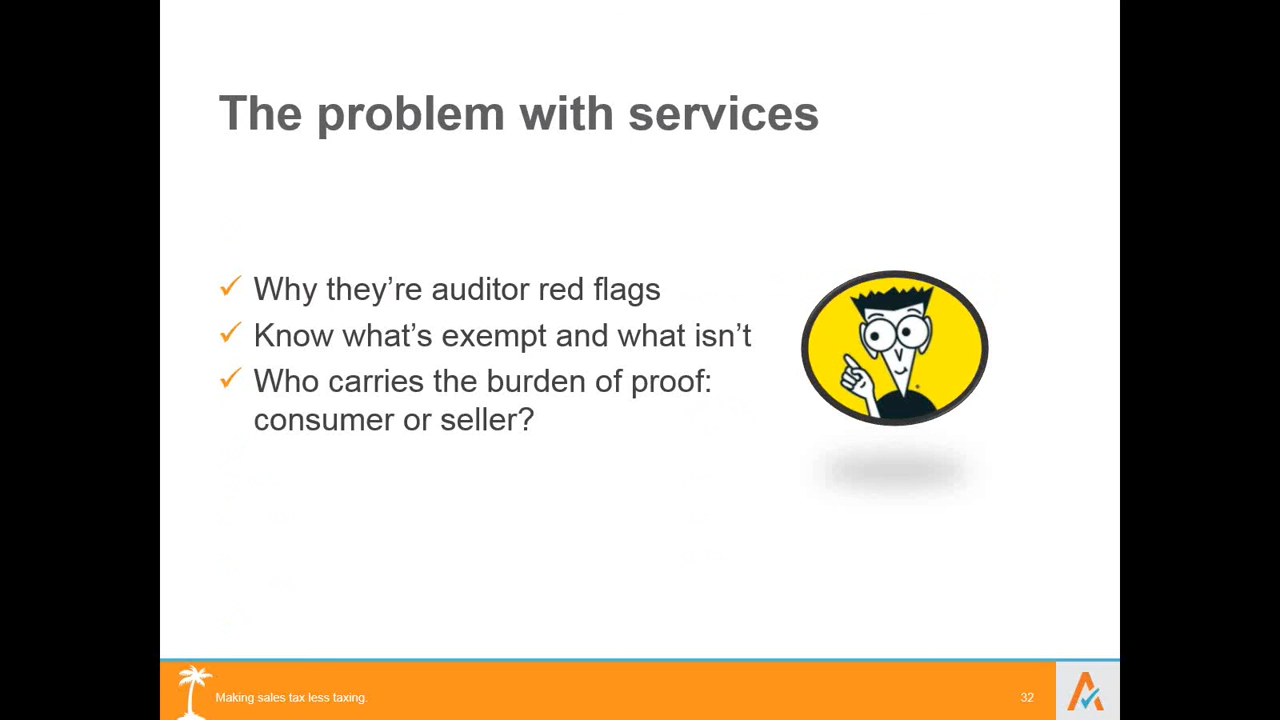 The problem with services
Why they’re auditor red flags
Know what’s exempt and what isn’t
Who carries the burden of proof:
consumer or seller?
Making sales tax less taxing.
32